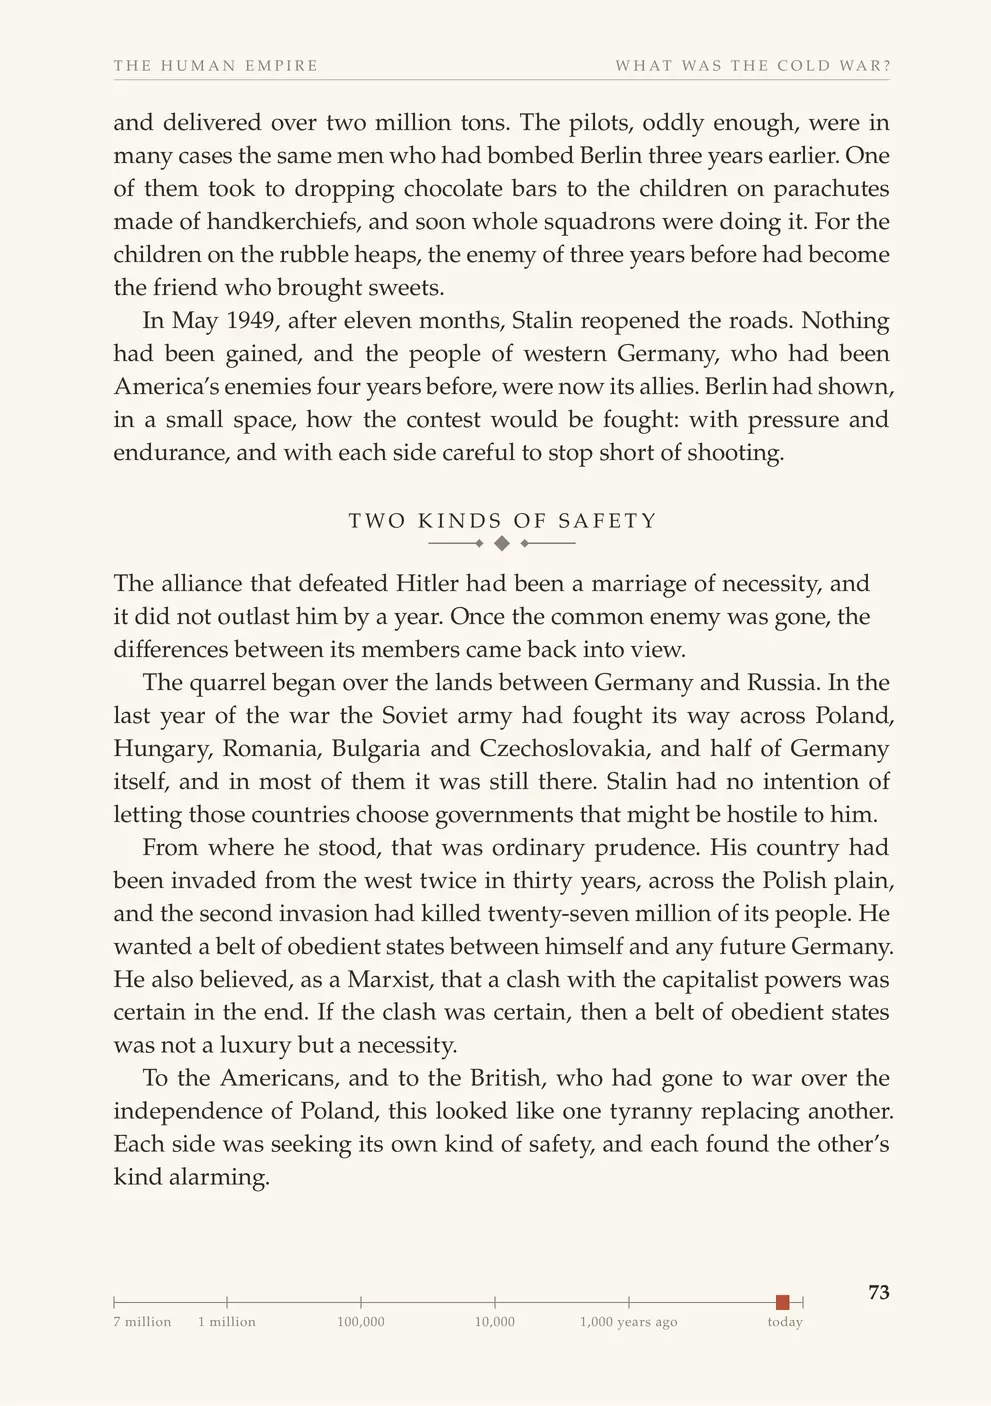 THE HUMAN EMPIRE
WHAT WAS THE COLD WAR?
and delivered over two million tons. The pilots, oddly enough, were in
many cases the same men who had bombed Berlin three years earlier. One
of them took to dropping chocolate bars to the children on parachutes
made of handkerchiefs, and soon whole squadrons were doing it. For the
children on the rubble heaps, the enemy of three years before had become
the friend who brought sweets.
In May 1949, after eleven months, Stalin reopened the roads. Nothing
had been gained, and the people of western Germany, who had been
America’s enemies four years before, were now its allies. Berlin had shown,
in a small space, how the contest would be fought: with pressure and
endurance, and with each side careful to stop short of shooting.
TWO KINDS OF SAFETY
The alliance that defeated Hitler had been a marriage of necessity, and
it did not outlast him by a year. Once the common enemy was gone, the
differences between its members came back into view.
The quarrel began over the lands between Germany and Russia. In the
last year of the war the Soviet army had fought its way across Poland,
Hungary, Romania, Bulgaria and Czechoslovakia, and half of Germany
itself, and in most of them it was still there. Stalin had no intention of
letting those countries choose governments that might be hostile to him.
From where he stood, that was ordinary prudence. His country had
been invaded from the west twice in thirty years, across the Polish plain,
and the second invasion had killed twenty-seven million of its people. He
wanted a belt of obedient states between himself and any future Germany.
He also believed, as a Marxist, that a clash with the capitalist powers was
certain in the end. If the clash was certain, then a belt of obedient states
was not a luxury but a necessity.
To the Americans, and to the British, who had gone to war over the
independence of Poland, this looked like one tyranny replacing another.
Each side was seeking its own kind of safety, and each found the other’s
kind alarming.
73
7 million
1 million
100,000
10,000
1,000 years ago
today